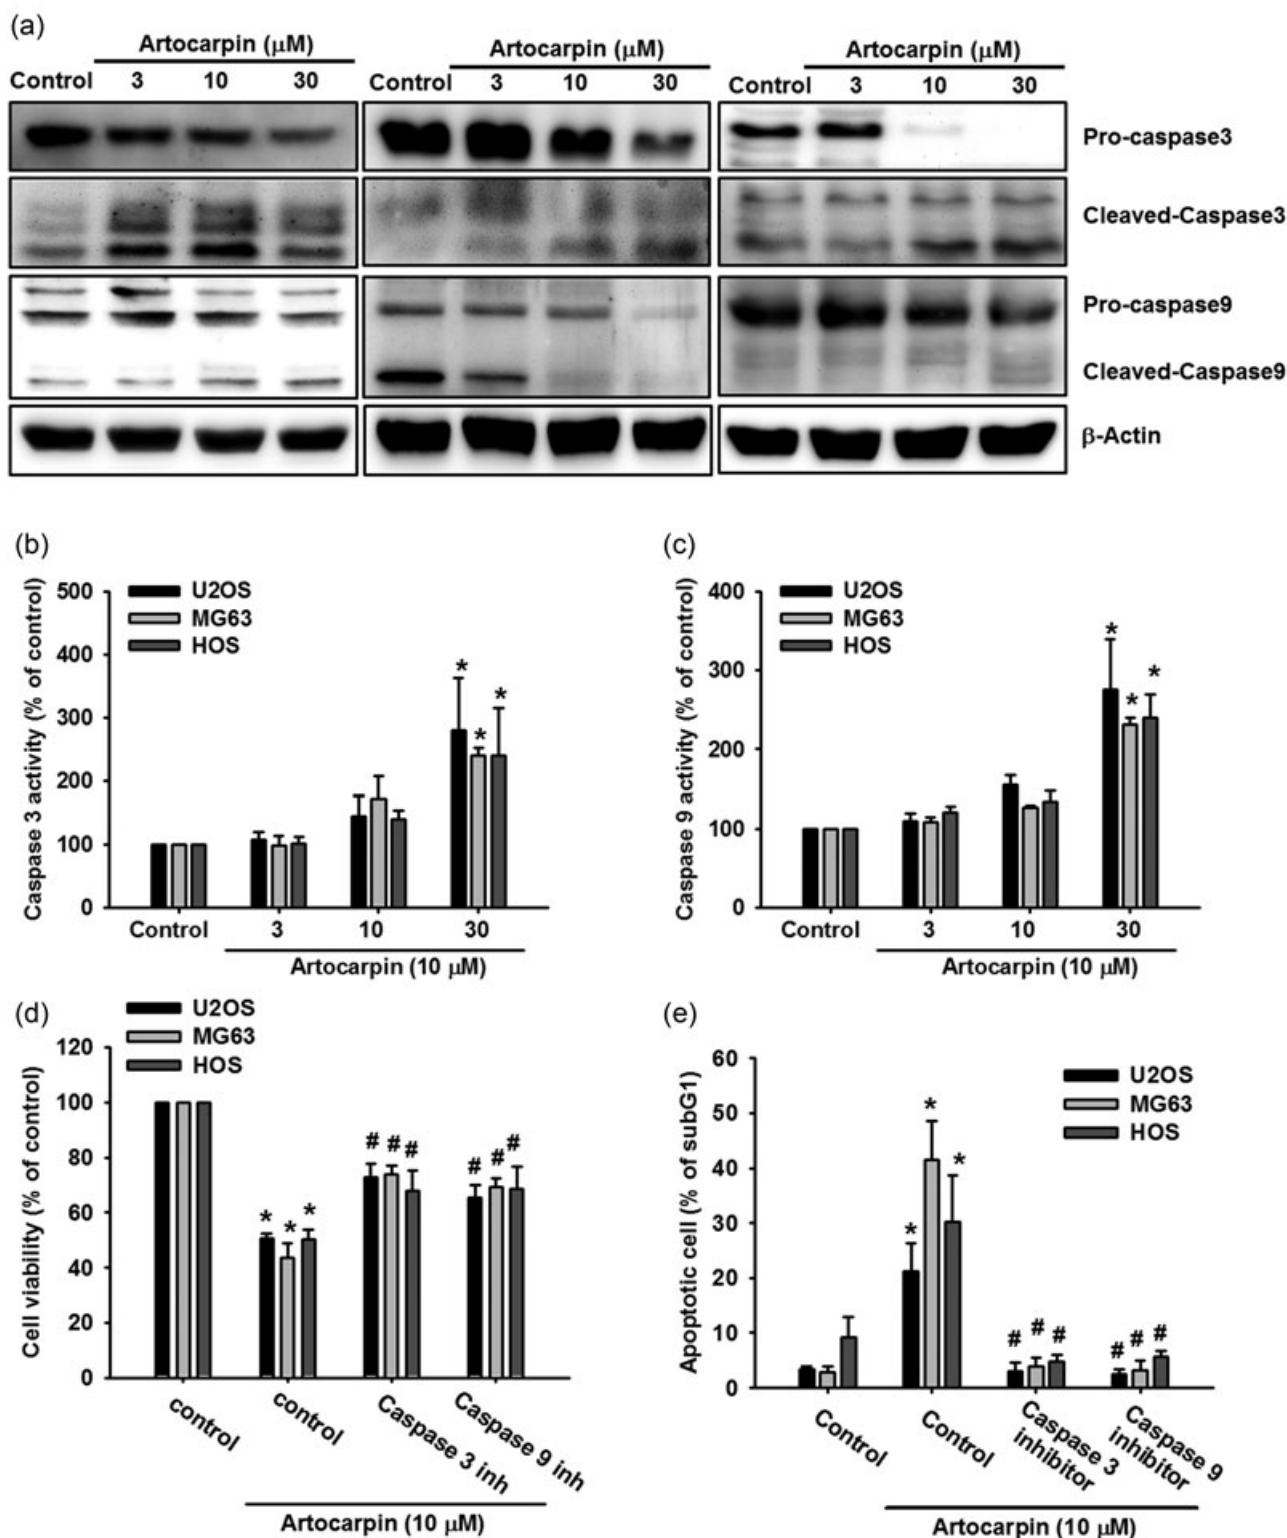 (a)
Artocarpin (μM)
Artocarpin (μM)
Artocarpin (μM)
Control 3 10 30
Control 3 10 30
Control 3 10 30
Pro-caspase3
Cleaved-Caspase3
Pro-caspase9
Cleaved-Caspase9
β-Actin
(b)
Caspase 3 activity (% of control)
500
400
300
200
100
0
U2OS
MG63
HOS
* * *
Control 3 10 30
Artocarpin (10 μM)
(c)
Caspase 9 activity (% of control)
400
300
200
100
0
U2OS
MG63
HOS
* * *
Control 3 10 30
Artocarpin (10 μM)
(d)
Cell viability (% of control)
120
100
80
60
40
20
0
U2OS
MG63
HOS
* * *
# # #
# # #
control
control
Caspase 3 inh
Caspase 9 inh
Artocarpin (10 μM)
(e)
Apoptotic cell (% of subG1)
60
50
40
30
20
10
0
U2OS
MG63
HOS
* * *
# # #
# # #
Control
Control
Caspase 3
inhibitor
Caspase 9
inhibitor
Artocarpin (10 μM)